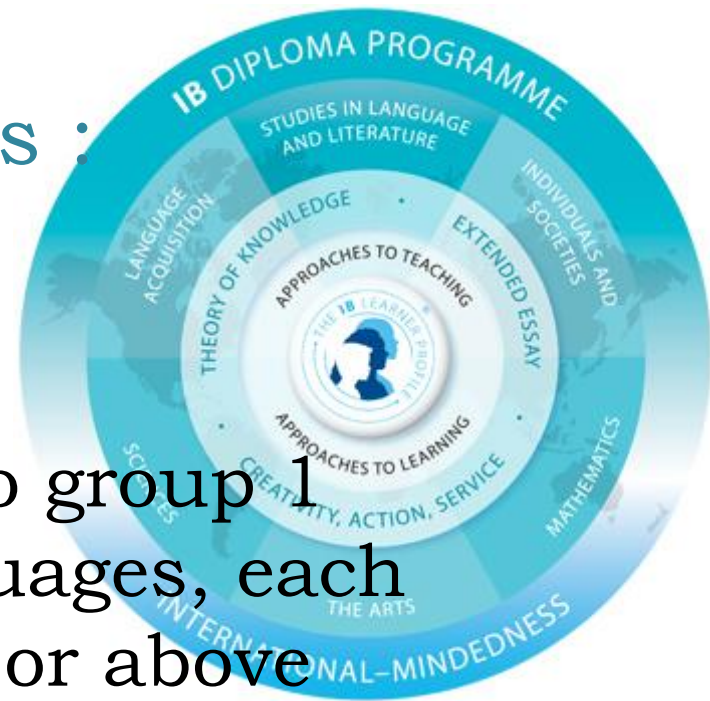 IB DIPLOMA PROGRAMME
s :
STUDIES IN LANGUAGE
AND LITERATURE
LANGUAGE
ACQUISITION
INDIVIDUALS AND
SOCIETIES
THEORY OF KNOWLEDGE
·
EXTENDED ESSAY
APPROACHES TO TEACHING
THE IB LEARNER PROFILE
®
APPROACHES TO LEARNING
·
·
CREATIVITY, ACTION, SERVICE
SCIENCES
MATHEMATICS
o group 1
uages, each
THE ARTS
or above
INTERNATIONAL-MINDEDNESS